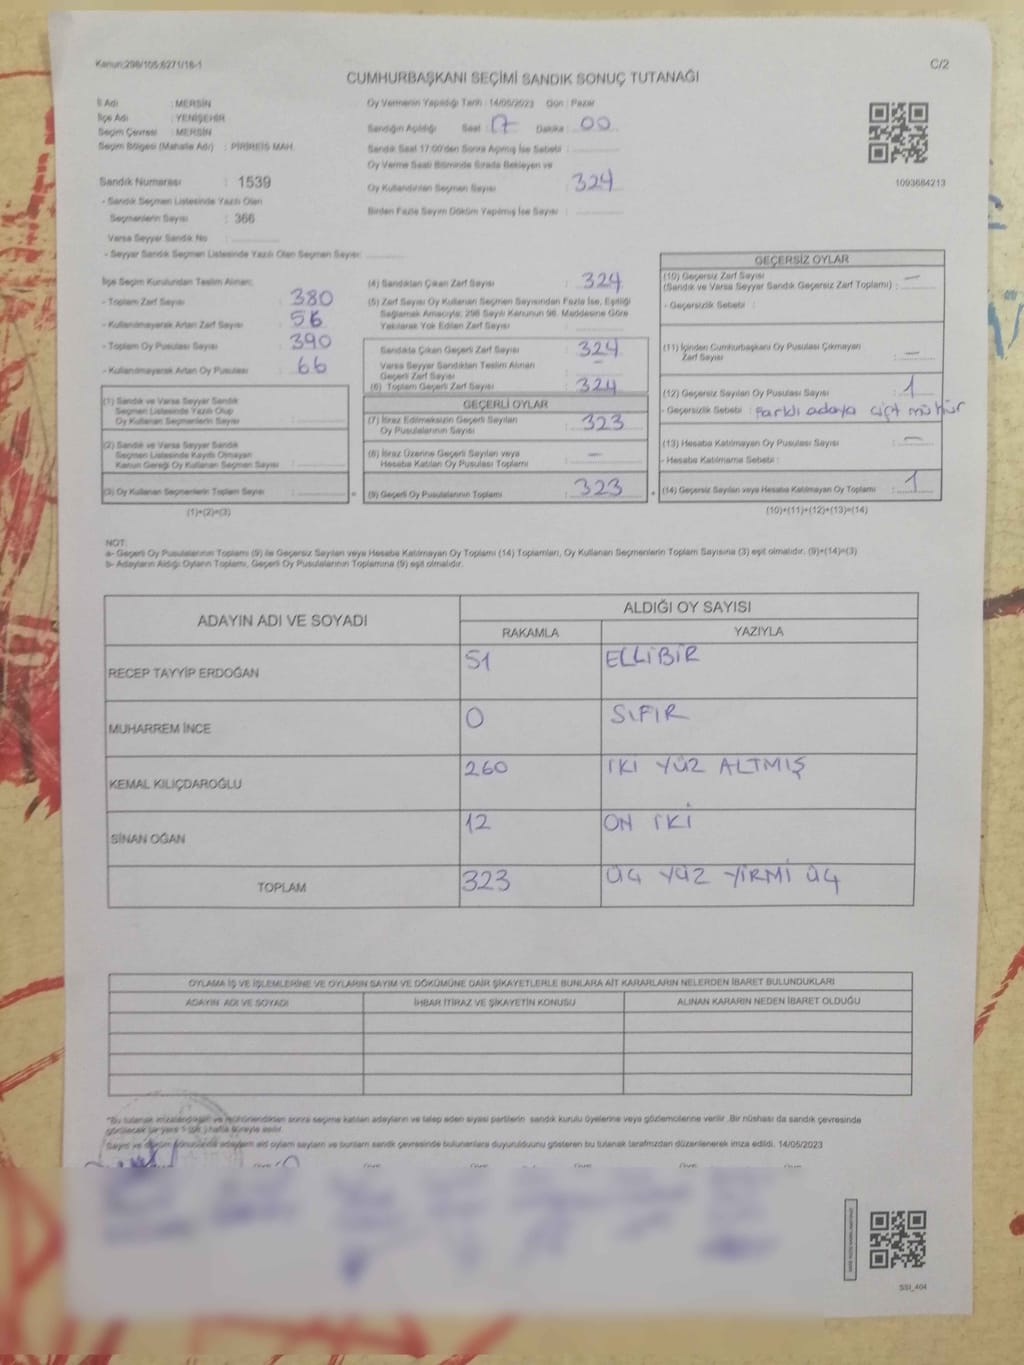 Kanun:298/105;6271/16-1
C/2
CUMHURBAŞKANI SEÇİMİ SANDIK SONUÇ TUTANAĞI
İl Adı : MERSİN
İlçe Adı : YENİŞEHİR
Seçim Çevresi : MERSİN
Seçim Bölgesi (Mahalle Adı) : PİRİREİS MAH.
Sandık Numarası : 1539
- Sandık Seçmen Listesinde Yazılı Olan
Seçmenlerin Sayısı : 366
Varsa Seyyar Sandık No :
- Seyyar Sandık Seçmen Listesinde Yazılı Olan Seçmen Sayısı:
Oy Vermenin Yapıldığı Tarih : 14/05/2023 Gün : Pazar
Sandığın Açıldığı Saat : 17 Dakika : 00
Sandık Saat 17:00'den Sonra Açılmış İse Sebebi :
Oy Verme Saati Bitiminde Sırada Bekleyen ve
Oy Kullandırılan Seçmen Sayısı : 324
Birden Fazla Sayım Döküm Yapılmış İse Sayısı :
1093684213
İlçe Seçim Kurulundan Teslim Alınan;
- Toplam Zarf Sayısı : 380
- Kullanılmayarak Artan Zarf Sayısı : 56
- Toplam Oy Pusulası Sayısı : 390
- Kullanılmayarak Artan Oy Pusulası : 66
(1) Sandık ve Varsa Seyyar Sandık
Seçmen Listesinde Yazılı Olup
Oy Kullanan Seçmenlerin Sayısı :
(2) Sandık ve Varsa Seyyar Sandık
Seçmen Listesinde Kayıtlı Olmayan
Kanun Gereği Oy Kullanan Seçmen Sayısı :
(3) Oy Kullanan Seçmenlerin Toplam Sayısı :
(1)+(2)=(3)
(4) Sandıktan Çıkan Zarf Sayısı : 324
(5) Zarf Sayısı Oy Kullanan Seçmen Sayısından Fazla İse, Eşitliği
Sağlamak Amacıyla; 298 Sayılı Kanunun 98. Maddesine Göre
Yakılarak Yok Edilen Zarf Sayısı :
Sandıkta Çıkan Geçerli Zarf Sayısı : 324
Varsa Seyyar Sandıktan Teslim Alınan
Geçerli Zarf Sayısı : —
(6) Toplam Geçerli Zarf Sayısı : 324
GEÇERLİ OYLAR
(7) İtiraz Edilmeksizin Geçerli Sayılan
Oy Pusulalarının Sayısı : 323
(8) İtiraz Üzerine Geçerli Sayılan veya
Hesaba Katılan Oy Pusulası Toplamı : —
(9) Geçerli Oy Pusulalarının Toplamı : 323
=
+
GEÇERSİZ OYLAR
(10) Geçersiz Zarf Sayısı
(Sandık ve Varsa Seyyar Sandık Geçersiz Zarf Toplamı) : —
- Geçersizlik Sebebi :
(11) İçinden Cumhurbaşkanı Oy Pusulası Çıkmayan
Zarf Sayısı : —
(12) Geçersiz Sayılan Oy Pusulası Sayısı : 1
- Geçersizlik Sebebi : Farklı adaya çift mühür
(13) Hesaba Katılmayan Oy Pusulası Sayısı : —
- Hesaba Katılmama Sebebi :
(14) Geçersiz Sayılan veya Hesaba Katılmayan Oy Toplamı : 1
(10)+(11)+(12)+(13)=(14)
NOT:
a- Geçerli Oy Pusulalarının Toplamı (9) ile Geçersiz Sayılan veya Hesaba Katılmayan Oy Toplamı (14) Toplamları, Oy Kullanan Seçmenlerin Toplam Sayısına (3) eşit olmalıdır. (9)+(14)=(3)
b- Adayların Aldığı Oyların Toplamı, Geçerli Oy Pusulalarının Toplamına (9) eşit olmalıdır.
ADAYIN ADI VE SOYADI
ALDIĞI OY SAYISI
RAKAMLA YAZIYLA
RECEP TAYYİP ERDOĞAN 51 ELLİBİR
MUHARREM İNCE 0 SIFIR
KEMAL KILIÇDAROĞLU 260 İKİ YÜZ ALTMIŞ
SİNAN OĞAN 12 ON İKİ
TOPLAM 323 ÜÇ YÜZ YİRMİ ÜÇ
OYLAMA İŞ VE İŞLEMLERİNE VE OYLARIN SAYIM VE DÖKÜMÜNE DAİR ŞİKAYETLERLE BUNLARA AİT KARARLARIN NELERDEN İBARET BULUNDUKLARI
ADAYIN ADI VE SOYADI İHBAR İTİRAZ VE ŞİKAYETİN KONUSU ALINAN KARARIN NEDEN İBARET OLDUĞU
*Bu tutanak imzalandıktan ve mühürlendikten sonra seçime katılan adayların ve talep eden siyasi partilerin sandık kurulu üyelerine veya gözlemcilerine verilir .Bir nüshası da sandık çevresinde
görülecek bir yere 1 (bir) hafta süreyle asılır.
Sayım ve döküm sonucunda adayların ald oyların sayıların ve bunların sandık çevresinde bulunanlara duyurulduunu gösteren bu tutanak tarafımızdan düzenlenerek imza edildi. 14/05/2023
SSI_404